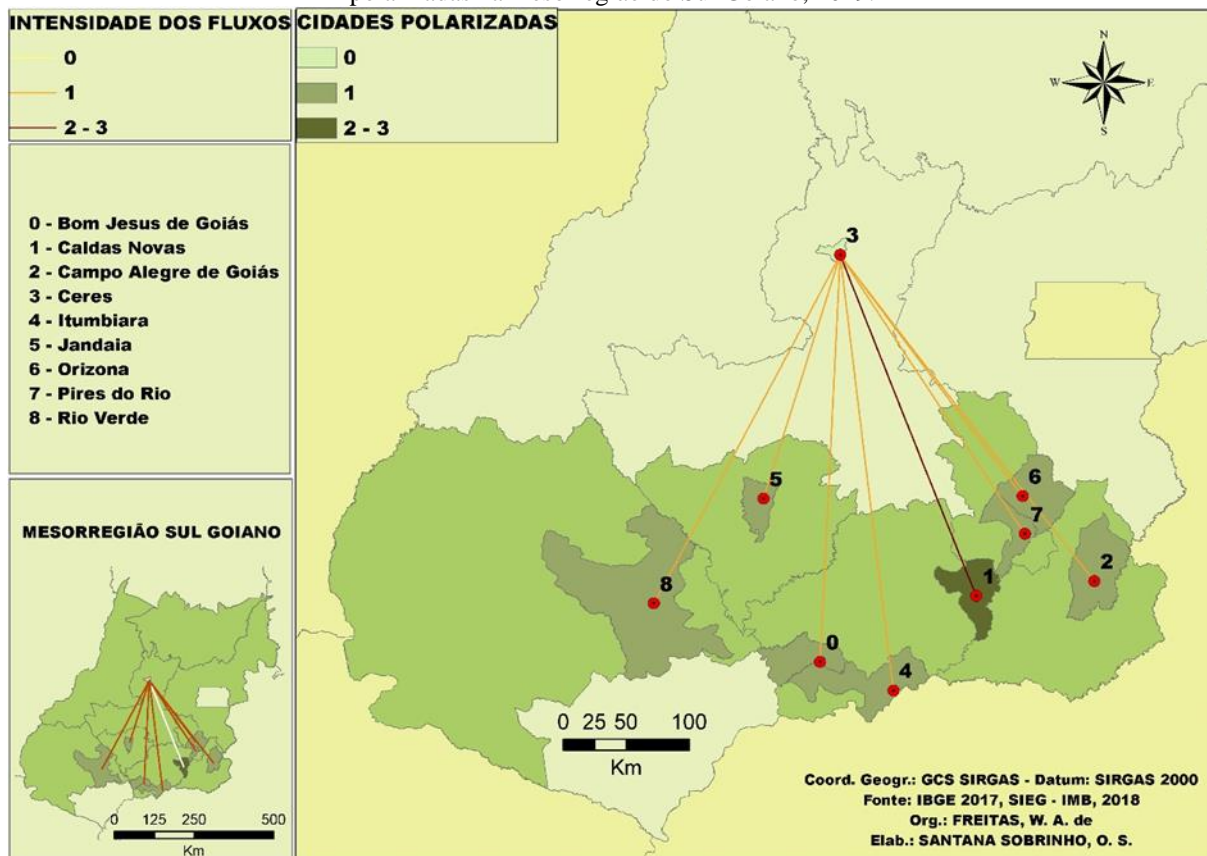 INTENSIDADE DOS FLUXOS
0
1
2 - 3
CIDADES POLARIZADAS
0
1
2 - 3
N
W E
S
0 - Bom Jesus de Goiás
1 - Caldas Novas
2 - Campo Alegre de Goiás
3 - Ceres
4 - Itumbiara
5 - Jandaia
6 - Orizona
7 - Pires do Rio
8 - Rio Verde
3
5
6
7
2
1
8
0
4
MESORREGIÃO SUL GOIANO
0 125 250 500
Km
0 25 50 100
Km
Coord. Geogr.: GCS SIRGAS - Datum: SIRGAS 2000
Fonte: IBGE 2017, SIEG - IMB, 2018
Org.: FREITAS, W. A. de
Elab.: SANTANA SOBRINHO, O. S.